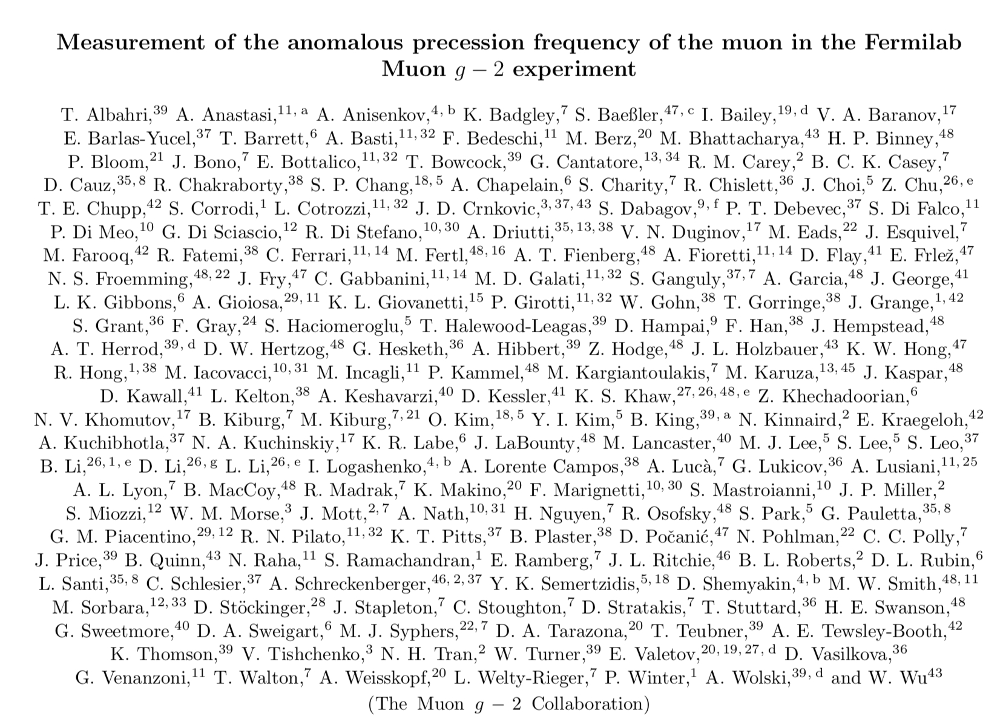 Measurement of the anomalous precession frequency of the muon in the Fermilab
Muon g − 2 experiment
T. Albahri,39 A. Anastasi,11, a A. Anisenkov,4, b K. Badgley,7 S. Baeßler,47, c I. Bailey,19, d V. A. Baranov,17
E. Barlas-Yucel,37 T. Barrett,6 A. Basti,11, 32 F. Bedeschi,11 M. Berz,20 M. Bhattacharya,43 H. P. Binney,48
P. Bloom,21 J. Bono,7 E. Bottalico,11, 32 T. Bowcock,39 G. Cantatore,13, 34 R. M. Carey,2 B. C. K. Casey,7
D. Cauz,35, 8 R. Chakraborty,38 S. P. Chang,18, 5 A. Chapelain,6 S. Charity,7 R. Chislett,36 J. Choi,5 Z. Chu,26, e
T. E. Chupp,42 S. Corrodi,1 L. Cotrozzi,11, 32 J. D. Crnkovic,3, 37, 43 S. Dabagov,9, f P. T. Debevec,37 S. Di Falco,11
P. Di Meo,10 G. Di Sciascio,12 R. Di Stefano,10, 30 A. Driutti,35, 13, 38 V. N. Duginov,17 M. Eads,22 J. Esquivel,7
M. Farooq,42 R. Fatemi,38 C. Ferrari,11, 14 M. Fertl,48, 16 A. T. Fienberg,48 A. Fioretti,11, 14 D. Flay,41 E. Frlež,47
N. S. Froemming,48, 22 J. Fry,47 C. Gabbanini,11, 14 M. D. Galati,11, 32 S. Ganguly,37, 7 A. Garcia,48 J. George,41
L. K. Gibbons,6 A. Gioiosa,29, 11 K. L. Giovanetti,15 P. Girotti,11, 32 W. Gohn,38 T. Gorringe,38 J. Grange,1, 42
S. Grant,36 F. Gray,24 S. Haciomeroglu,5 T. Halewood-Leagas,39 D. Hampai,9 F. Han,38 J. Hempstead,48
A. T. Herrod,39, d D. W. Hertzog,48 G. Hesketh,36 A. Hibbert,39 Z. Hodge,48 J. L. Holzbauer,43 K. W. Hong,47
R. Hong,1, 38 M. Iacovacci,10, 31 M. Incagli,11 P. Kammel,48 M. Kargiantoulakis,7 M. Karuza,13, 45 J. Kaspar,48
D. Kawall,41 L. Kelton,38 A. Keshavarzi,40 D. Kessler,41 K. S. Khaw,27, 26, 48, e Z. Khechadoorian,6
N. V. Khomutov,17 B. Kiburg,7 M. Kiburg,7, 21 O. Kim,18, 5 Y. I. Kim,5 B. King,39, a N. Kinnaird,2 E. Kraegeloh,42
A. Kuchibhotla,37 N. A. Kuchinskiy,17 K. R. Labe,6 J. LaBounty,48 M. Lancaster,40 M. J. Lee,5 S. Lee,5 S. Leo,37
B. Li,26, 1, e D. Li,26, g L. Li,26, e I. Logashenko,4, b A. Lorente Campos,38 A. Lucà,7 G. Lukicov,36 A. Lusiani,11, 25
A. L. Lyon,7 B. MacCoy,48 R. Madrak,7 K. Makino,20 F. Marignetti,10, 30 S. Mastroianni,10 J. P. Miller,2
S. Miozzi,12 W. M. Morse,3 J. Mott,2, 7 A. Nath,10, 31 H. Nguyen,7 R. Osofsky,48 S. Park,5 G. Pauletta,35, 8
G. M. Piacentino,29, 12 R. N. Pilato,11, 32 K. T. Pitts,37 B. Plaster,38 D. Počanić,47 N. Pohlman,22 C. C. Polly,7
J. Price,39 B. Quinn,43 N. Raha,11 S. Ramachandran,1 E. Ramberg,7 J. L. Ritchie,46 B. L. Roberts,2 D. L. Rubin,6
L. Santi,35, 8 C. Schlesier,37 A. Schreckenberger,46, 2, 37 Y. K. Semertzidis,5, 18 D. Shemyakin,4, b M. W. Smith,48, 11
M. Sorbara,12, 33 D. Stöckinger,28 J. Stapleton,7 C. Stoughton,7 D. Stratakis,7 T. Stuttard,36 H. E. Swanson,48
G. Sweetmore,40 D. A. Sweigart,6 M. J. Syphers,22, 7 D. A. Tarazona,20 T. Teubner,39 A. E. Tewsley-Booth,42
K. Thomson,39 V. Tishchenko,3 N. H. Tran,2 W. Turner,39 E. Valetov,20, 19, 27, d D. Vasilkova,36
G. Venanzoni,11 T. Walton,7 A. Weisskopf,20 L. Welty-Rieger,7 P. Winter,1 A. Wolski,39, d and W. Wu43
(The Muon g − 2 Collaboration)